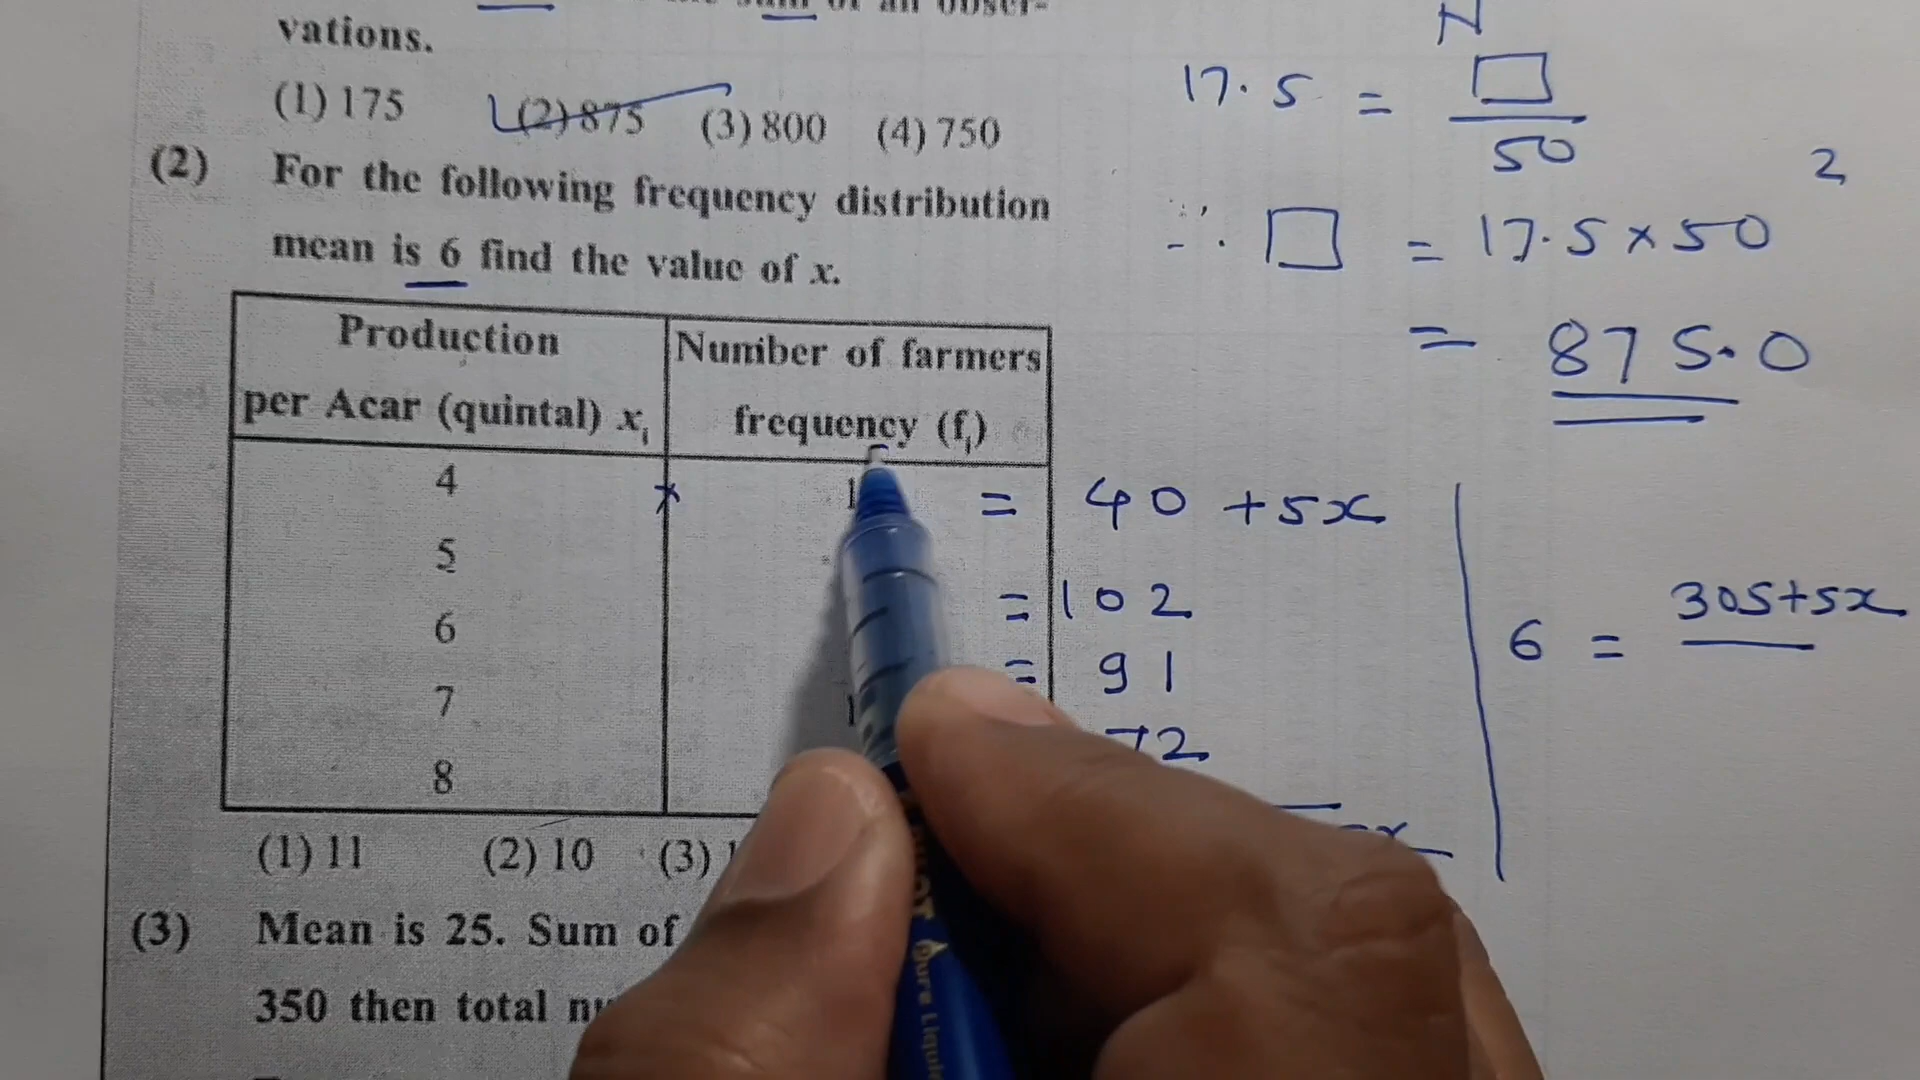 vations.
(1) 175 (2) 875 (3) 800 (4) 750
(2) For the following frequency distribution
mean is 6 find the value of x.
Production
per Acar (quintal) xi
Number of farmers
frequency (fi)
4
5
6
7
8
(1) 11 (2) 10 (3)
(3) Mean is 25. Sum of
350 then total
N
17.5 = □
50
2
∴ □ = 17.5 x 50
= 875.0
x
= 40 + 5x
= 102
= 91
72
6 = 305+5x